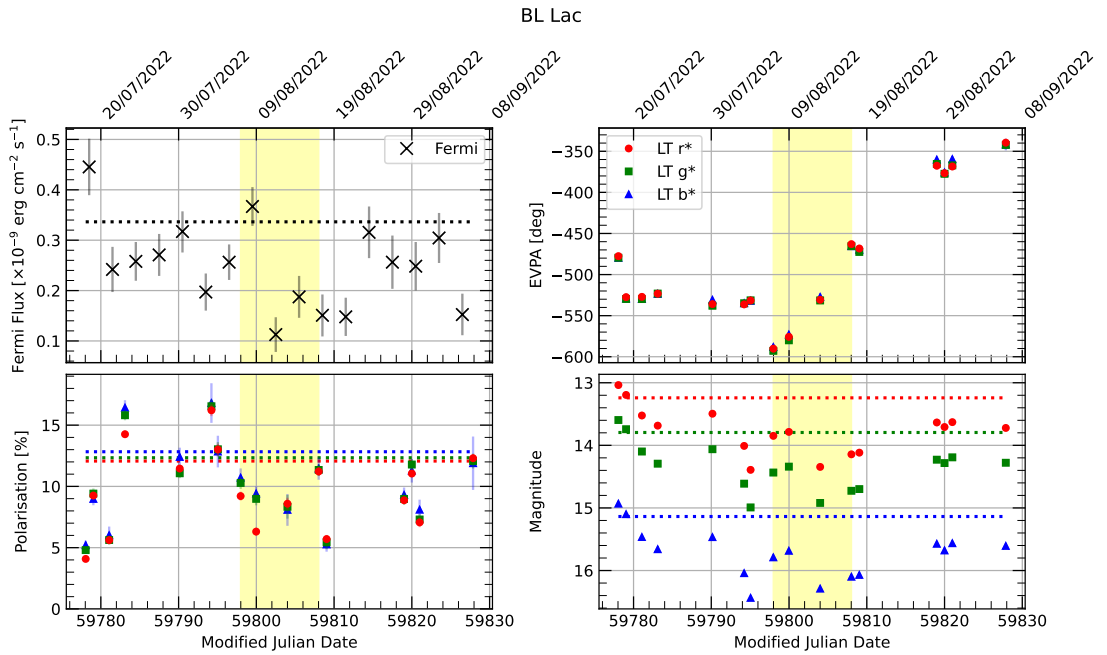 BL Lac
20/07/2022 30/07/2022 09/08/2022 19/08/2022 29/08/2022 08/09/2022
20/07/2022 30/07/2022 09/08/2022 19/08/2022 29/08/2022 08/09/2022
Fermi Flux [×10⁻⁹ erg cm⁻² s⁻¹]
0.5
0.4
0.3
0.2
0.1
Fermi
EVPA [deg]
−350
−400
−450
−500
−550
−600
LT r*
LT g*
LT b*
Polarisation [%]
15
10
5
0
59780 59790 59800 59810 59820 59830
Modified Julian Date
Magnitude
13
14
15
16
59780 59790 59800 59810 59820 59830
Modified Julian Date